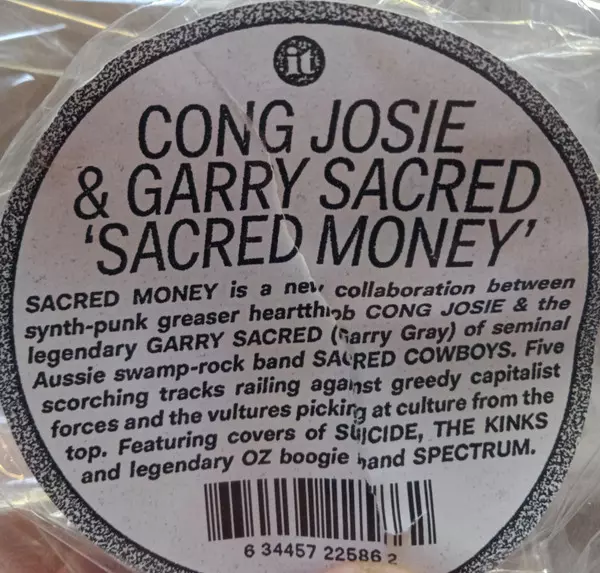 it
CONG JOSIE
& GARRY SACRED
‘SACRED MONEY’
SACRED MONEY is a new collaboration between
synth-punk greaser heartthrob CONG JOSIE & the
legendary GARRY SACRED (Garry Gray) of seminal
Aussie swamp-rock band SACRED COWBOYS. Five
scorching tracks railing against greedy capitalist
forces and the vultures picking at culture from the
top. Featuring covers of SUICIDE, THE KINKS
and legendary OZ boogie band SPECTRUM.
6 34457 22586 2